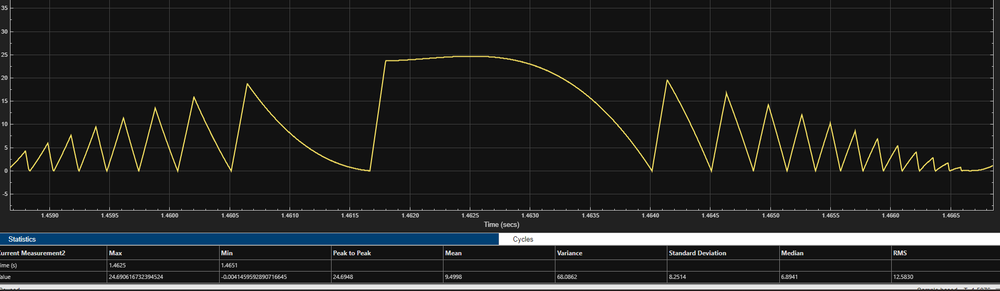 35
30
25
20
15
10
5
0
-5
1.4590 1.4595 1.4600 1.4605 1.4610 1.4615 1.4620 1.4625 1.4630 1.4635 1.4640 1.4645 1.4650 1.4655 1.4660 1.4665
Time (secs)
Statistics Cycles
urrent Measurement2 Max Min Peak to Peak Mean Variance Standard Deviation Median RMS
ime (s) 1.4625 1.4651
alue 24.690616732394524 -0.0041459592890716645 24.6948 9.4998 68.0862 8.2514 6.8941 12.5830